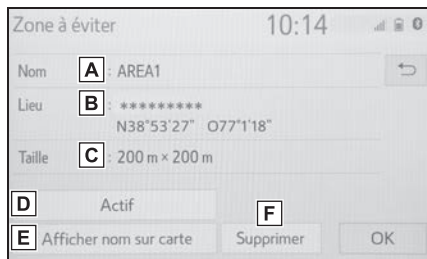 Zone à éviter 10:14
Nom A : AREA1
Lieu B : *********
N38°53'27" O77°1'18"
Taille C : 200 m × 200 m
D Actif F
E Afficher nom sur carte Supprimer OK